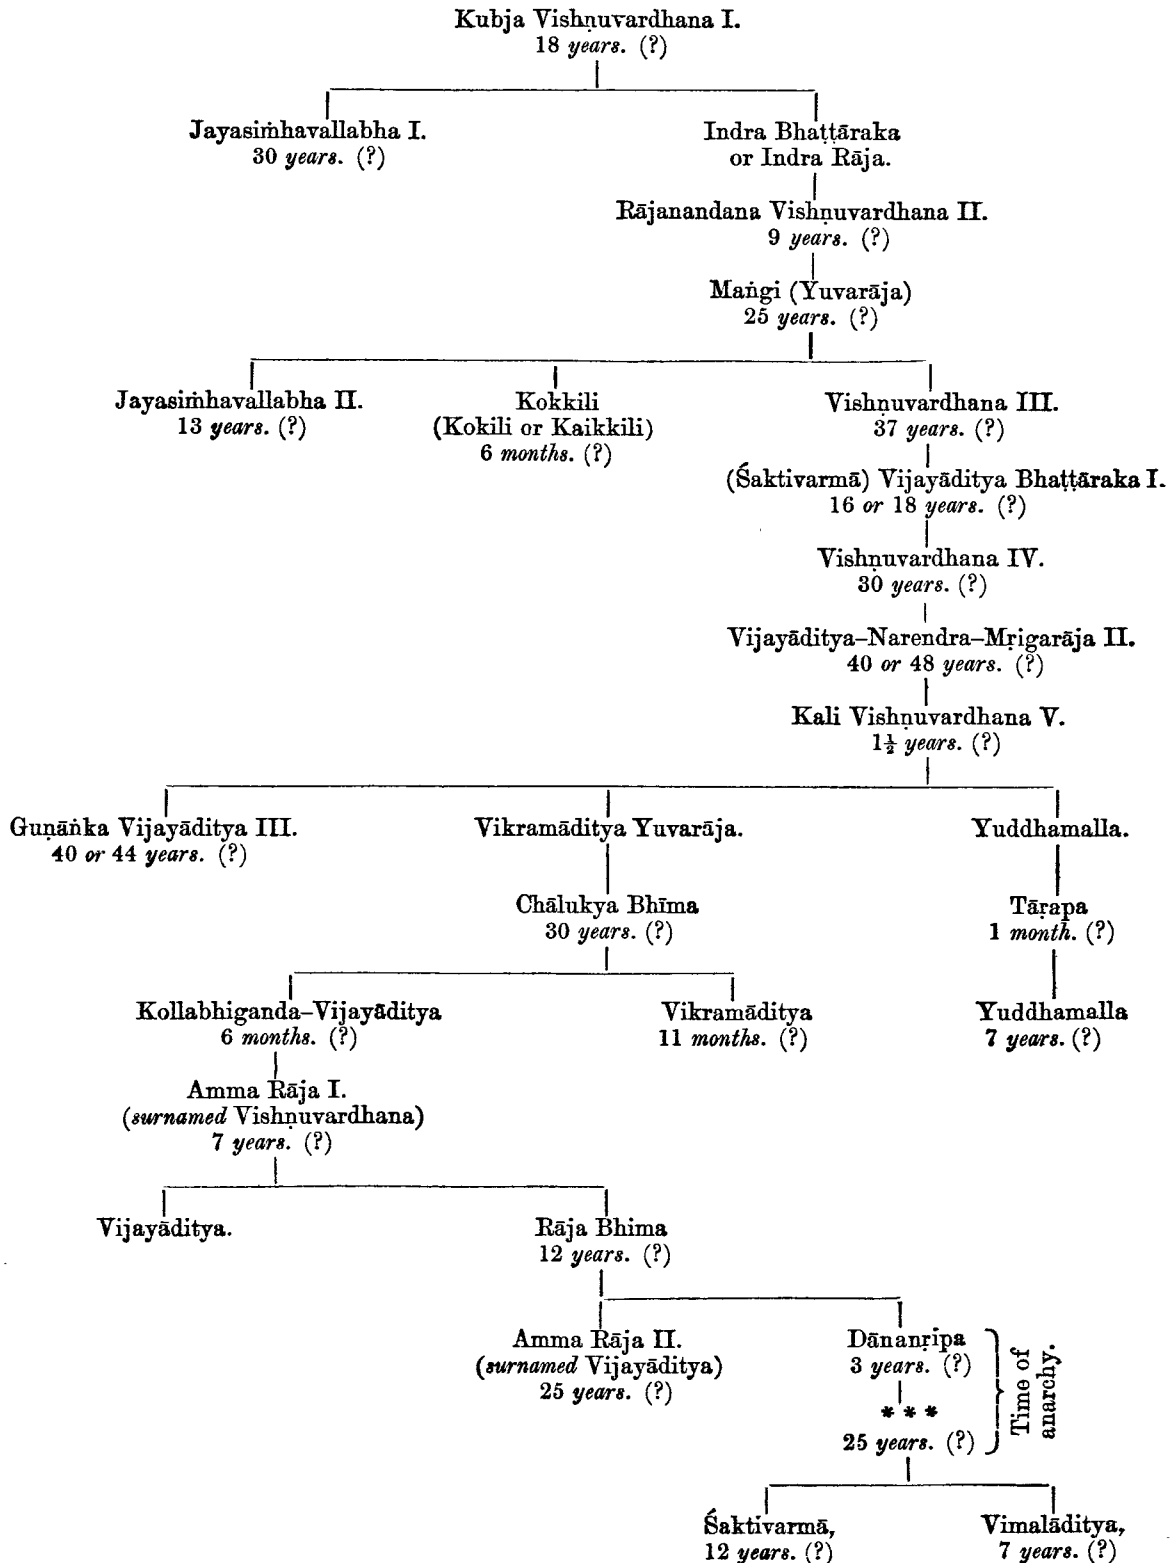 Kubja Vishṇuvardhana I.
18 years. (?)
Jayasiṁhavallabha I.
30 years. (?)
Indra Bhaṭṭāraka
or Indra Rāja.
Rājanandana Vishṇuvardhana II.
9 years. (?)
Maṅgi (Yuvarāja)
25 years. (?)
Jayasiṁhavallabha II.
13 years. (?)
Kokkili
(Kokili or Kaikkili)
6 months. (?)
Vishṇuvardhana III.
37 years. (?)
(Śaktivarmā) Vijayāditya Bhaṭṭāraka I.
16 or 18 years. (?)
Vishṇuvardhana IV.
30 years. (?)
Vijayāditya–Narendra–Mṛigarāja II.
40 or 48 years. (?)
Kali Vishṇuvardhana V.
1½ years. (?)
Guṇāṅka Vijayāditya III.
40 or 44 years. (?)
Vikramāditya Yuvarāja.
Yuddhamalla.
Chālukya Bhīma
30 years. (?)
Tāṛapa
1 month. (?)
Kollabhiganda–Vijayāditya
6 months. (?)
Vikramāditya
11 months. (?)
Yuddhamalla
7 years. (?)
Amma Rāja I.
(surnamed Vishṇuvardhana)
7 years. (?)
Vijayāditya.
Rāja Bhima
12 years. (?)
Amma Rāja II.
(surnamed Vijayāditya)
25 years. (?)
Dānanṛipa
3 years. (?)
* * *
25 years. (?)
Time of
anarchy.
Śaktivarmā,
12 years. (?)
Vimalāditya,
7 years. (?)